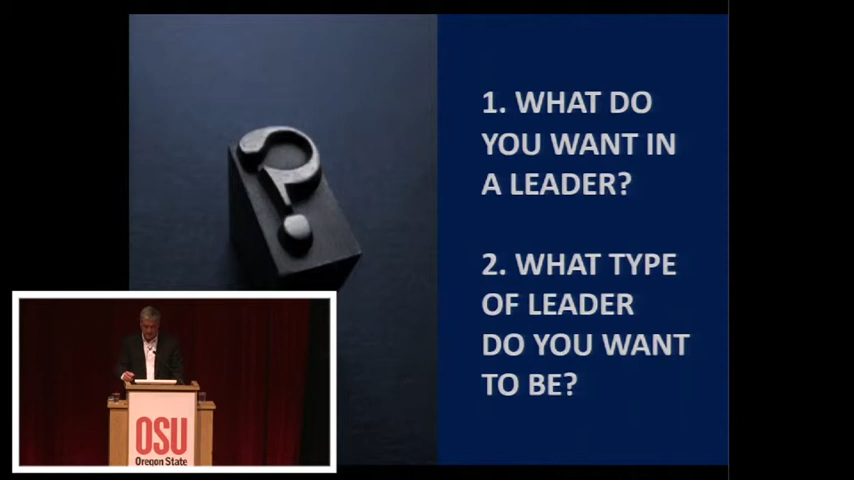 1. WHAT DO
YOU WANT IN
A LEADER?
2. WHAT TYPE
OF LEADER
DO YOU WANT
TO BE?
OSU
Oregon State